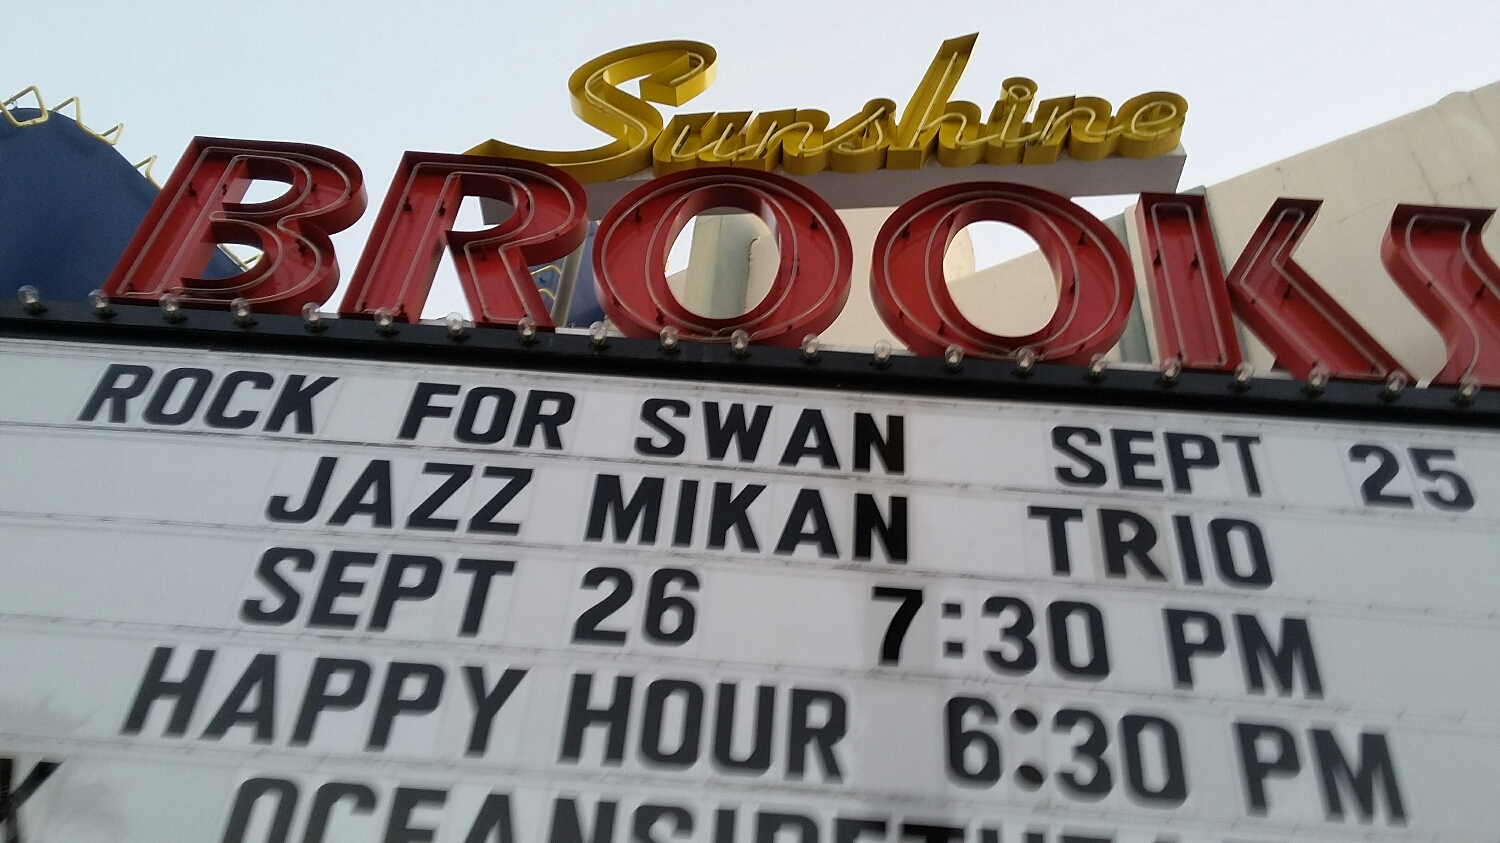 Sunshine
BROOKS
ROCK FOR SWAN SEPT 25
JAZZ MIKAN TRIO
SEPT 26 7:30 PM
HAPPY HOUR 6:30 PM